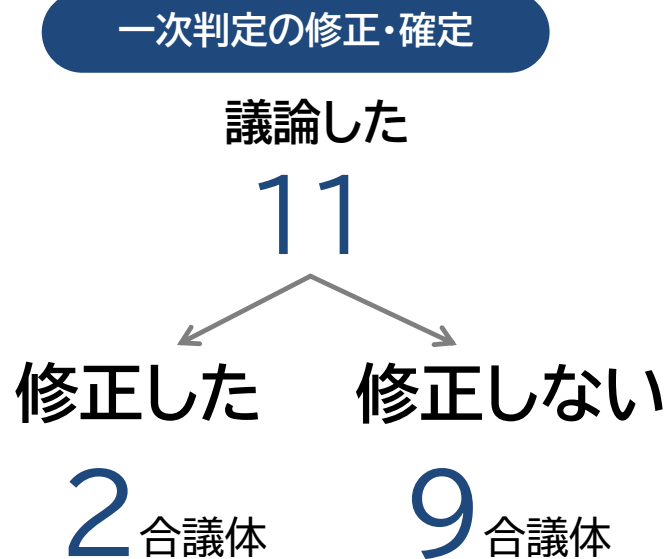 一次判定の修正・確定
議論した
11
修正した 修正しない
2合議体 9合議体